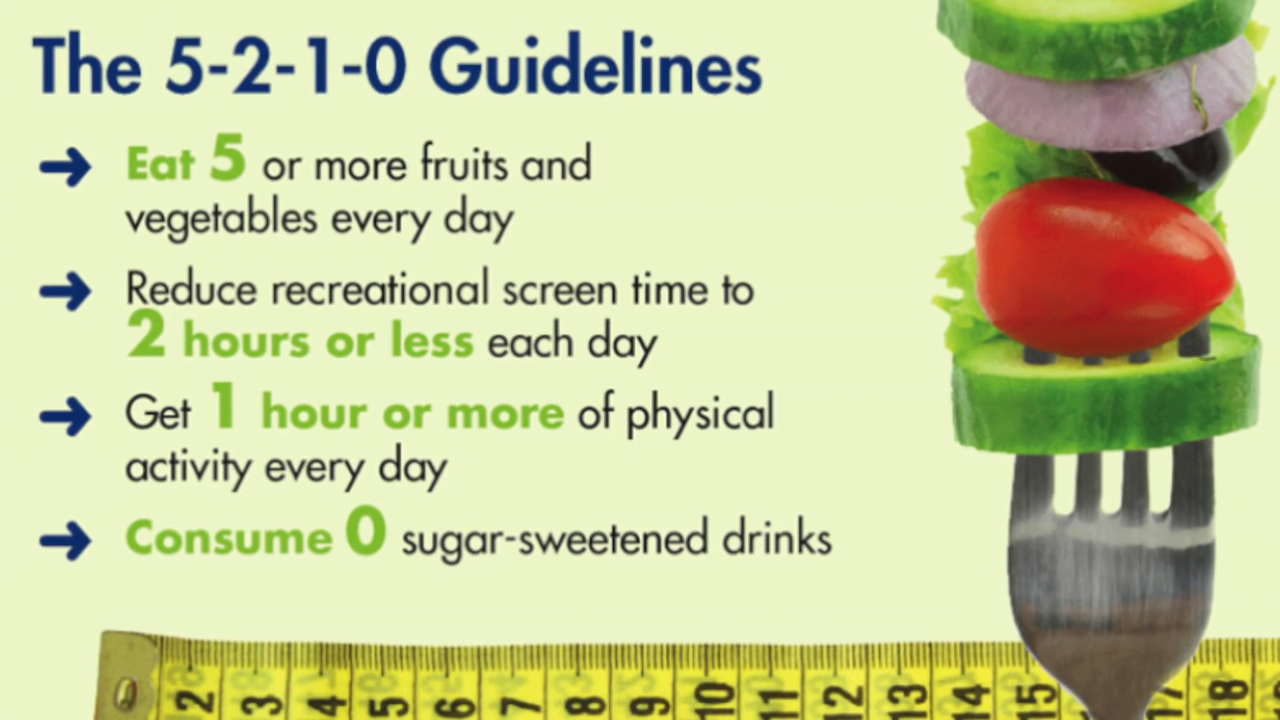 The 5-2-1-0 Guidelines
Eat 5 or more fruits and
vegetables every day
Reduce recreational screen time to
2 hours or less each day
Get 1 hour or more of physical
activity every day
Consume 0 sugar-sweetened drinks
2 3 4 5 6 7 8 9 10 11 12 13 14 15 17 18